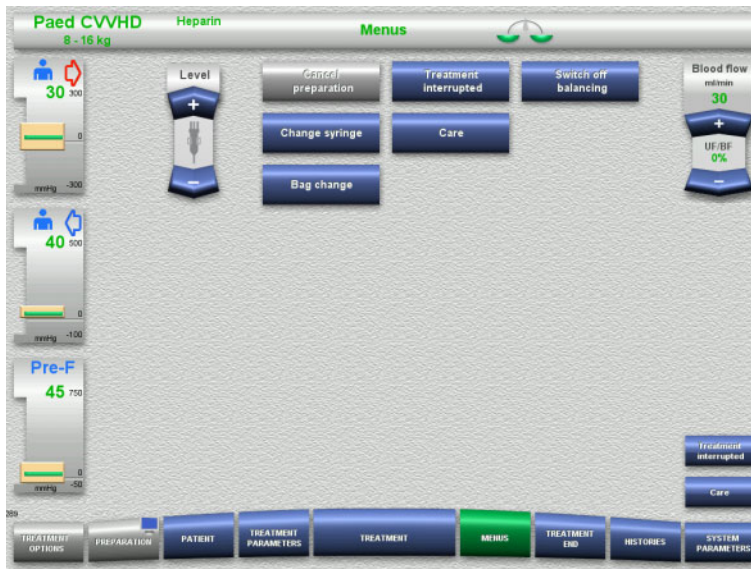 Paed CVVHD
8 - 16 kg
Heparin
Menus
30
300
0
-300
mmHg
Level
+
−
Cancel
preparation
Treatment
interrupted
Switch off
balancing
Change syringe
Care
Bag change
Blood flow
ml/min
30
+
UF/BF
0%
−
40
500
0
-100
mmHg
Pre-F
45
750
0
-50
mmHg
Treatment
interrupted
Care
TREATMENT
OPTIONS
PREPARATION
PATIENT
TREATMENT
PARAMETERS
TREATMENT
MENUS
TREATMENT
END
HISTORIES
SYSTEM
PARAMETERS